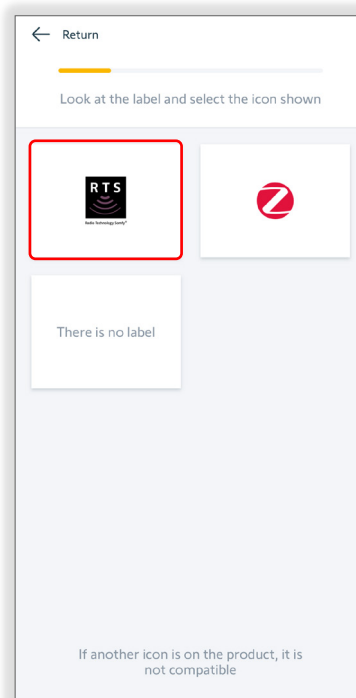 Return
Look at the label and select the icon shown
RTS
Radio Technology Somfy®
There is no label
If another icon is on the product, it is
not compatible